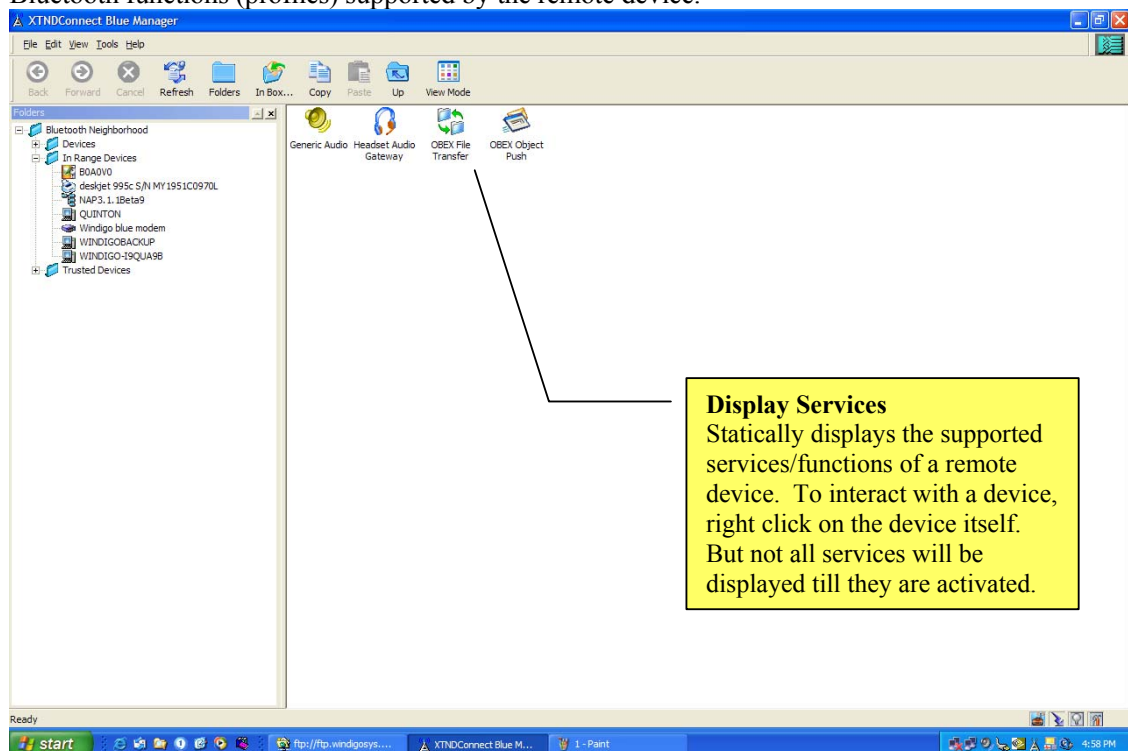 Bluetooth functions (profiles) supported by the remote device.
XTNDConnect Blue Manager
File Edit View Tools Help
Back Forward Cancel Refresh Folders In Box... Copy Paste Up View Mode
Folders
Bluetooth Neighborhood
Devices
In Range Devices
B0A0V0
deskjet 995c S/N MY1951C0970L
NAP3.1.1Beta9
QUINTON
Windigo blue modem
WINDIGOBACKUP
WINDIGO-I9QUA9B
Trusted Devices
Generic Audio Headset Audio Gateway OBEX File Transfer OBEX Object Push
Display Services
Statically displays the supported
services/functions of a remote
device. To interact with a device,
right click on the device itself.
But not all services will be
displayed till they are activated.
Ready
start ftp://ftp.windigosys.... XTNDConnect Blue M... 1 - Paint 4:58 PM